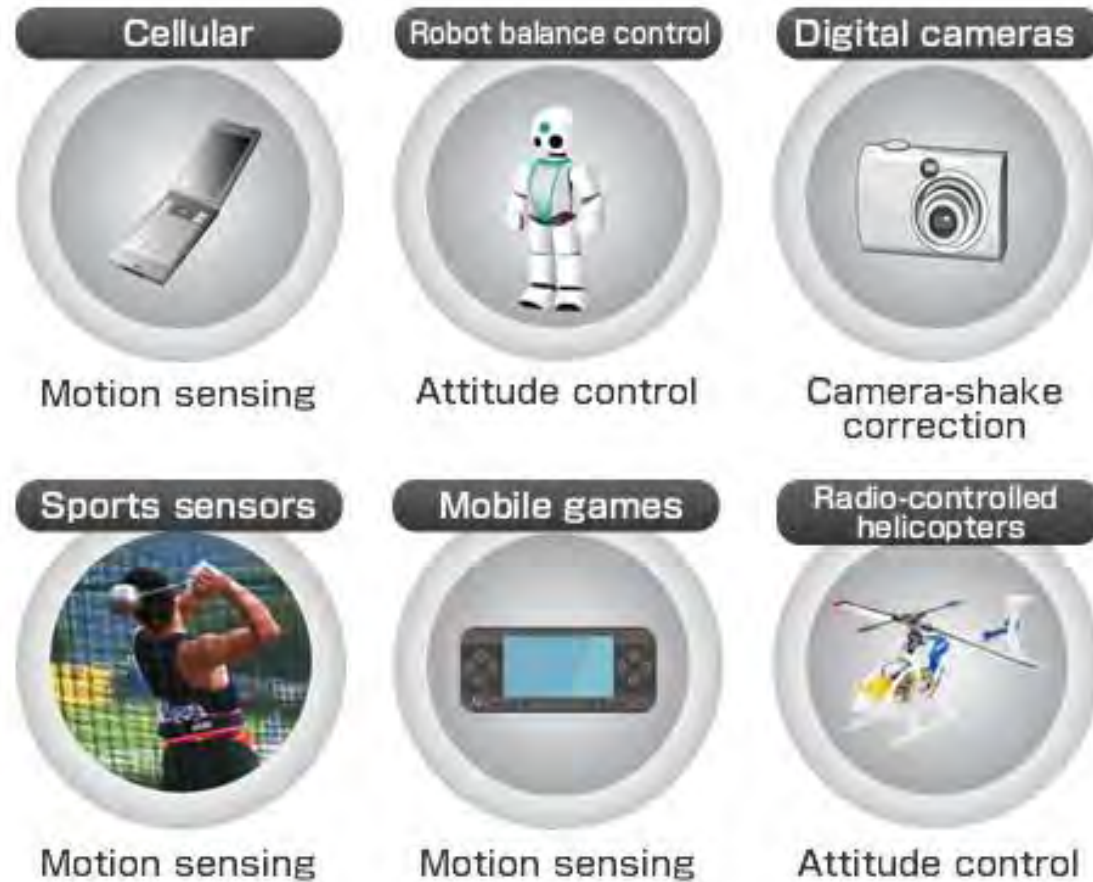 Cellular
Robot balance control
Digital cameras
Motion sensing
Attitude control
Camera-shake
correction
Sports sensors
Mobile games
Radio-controlled
helicopters
Motion sensing
Motion sensing
Attitude control